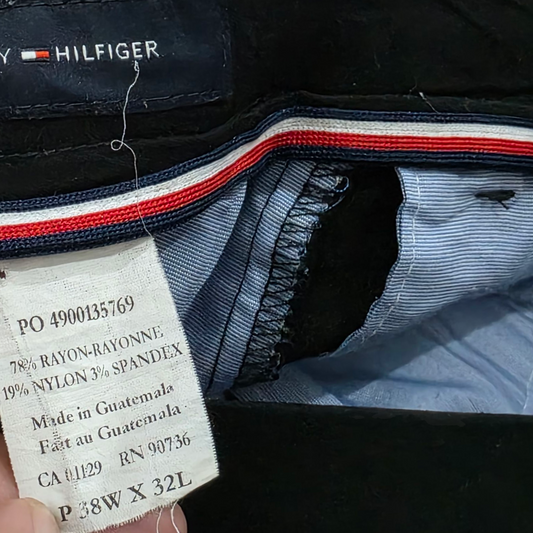 Y HILFIGER
PO 4900135769
78% RAYON-RAYONNE
19% NYLON 3% SPANDEX
Made in Guatemala
Fait au Guatemala
CA 01129 RN 90736
P 38W X 32L